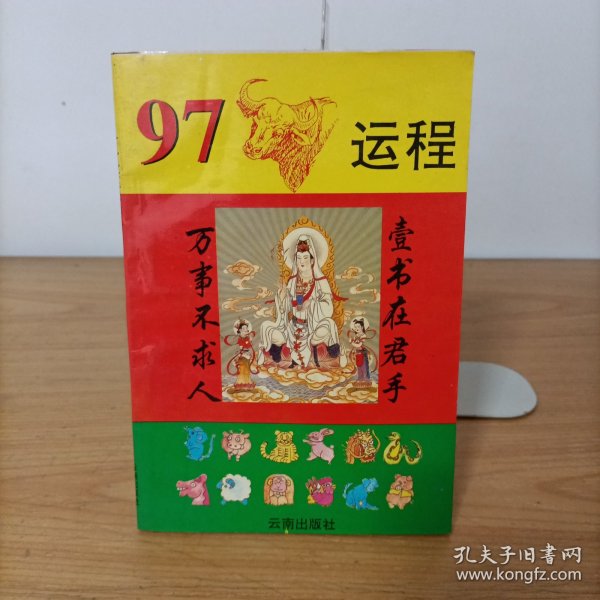 97 运程
壹书在君手
万事不求人
云南出版社
孔夫子旧书网
www.kongfz.com